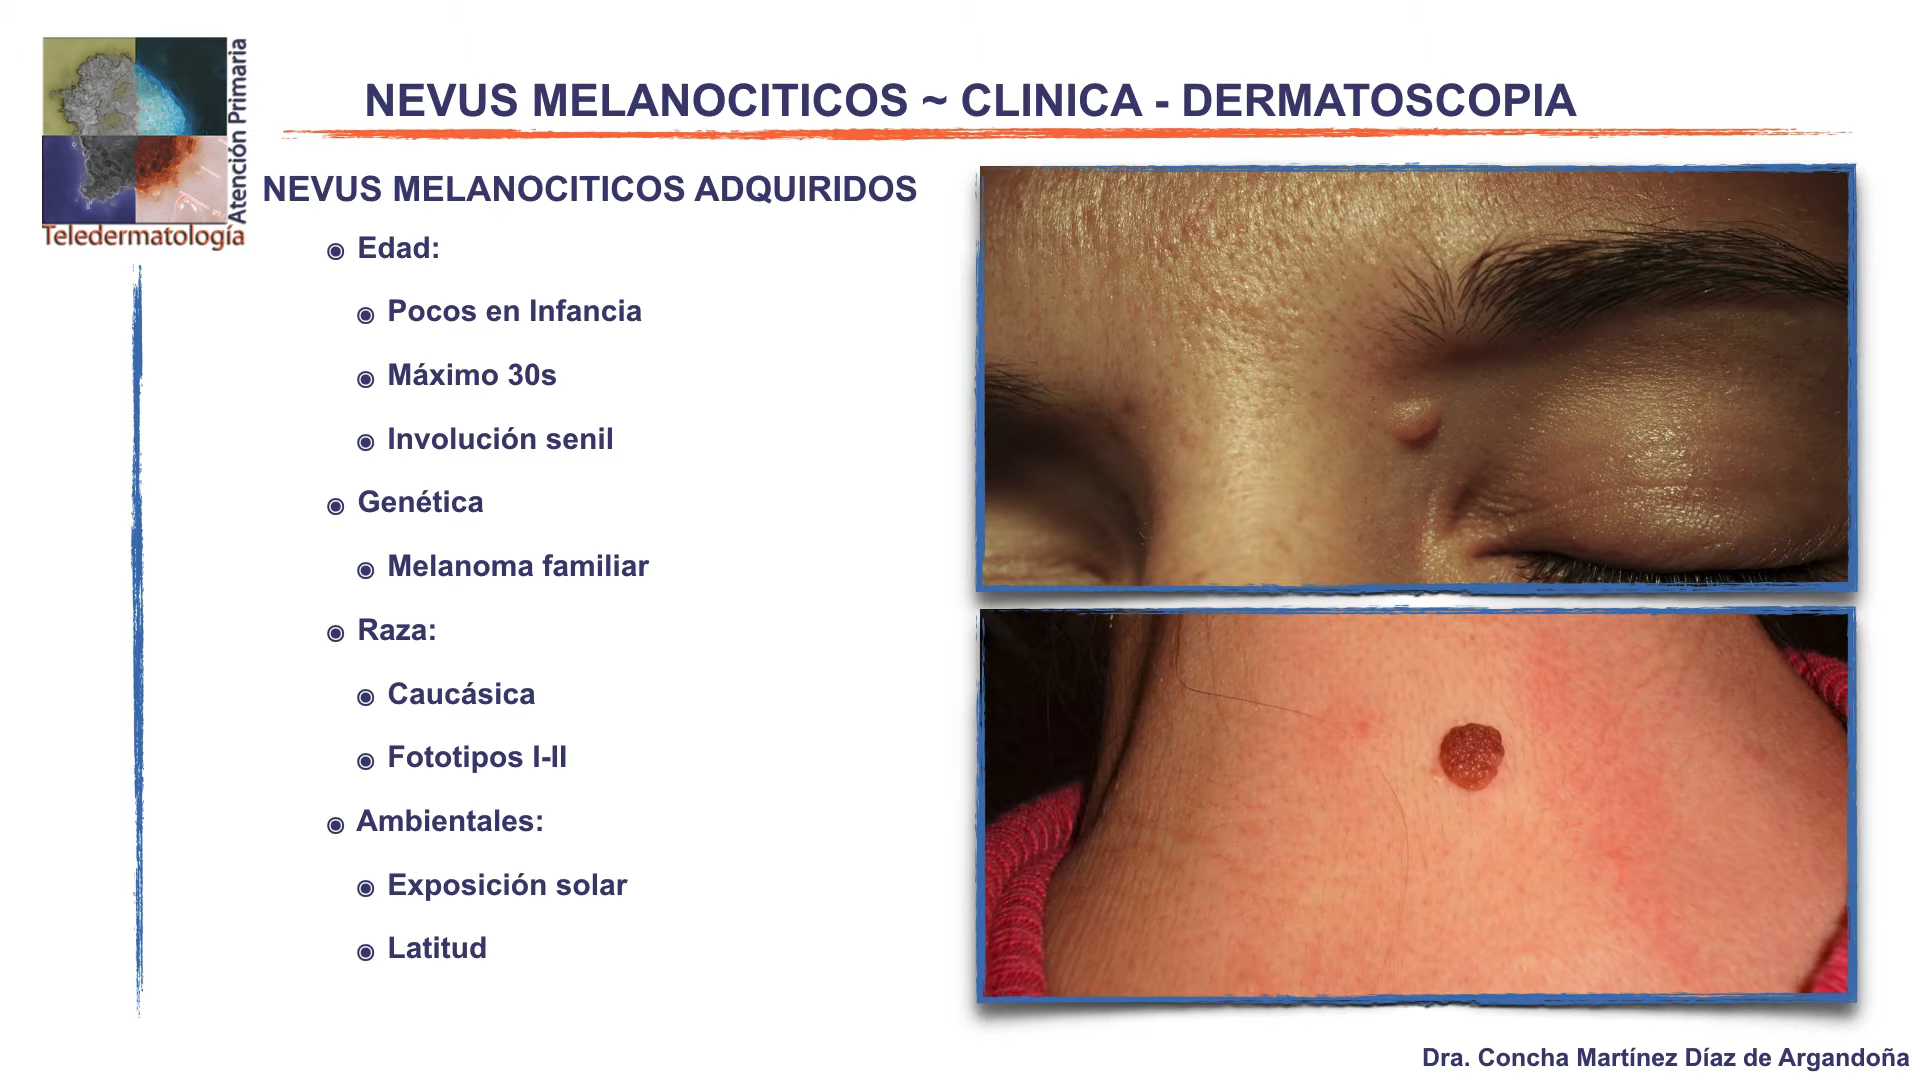 NEVUS MELANOCITICOS ~ CLINICA - DERMATOSCOPIA
Atención Primaria
Teledermatología
NEVUS MELANOCITICOS ADQUIRIDOS
Edad:
Pocos en Infancia
Máximo 30s
Involución senil
Genética
Melanoma familiar
Raza:
Caucásica
Fototipos I-II
Ambientales:
Exposición solar
Latitud
Dra. Concha Martínez Díaz de Argandoña